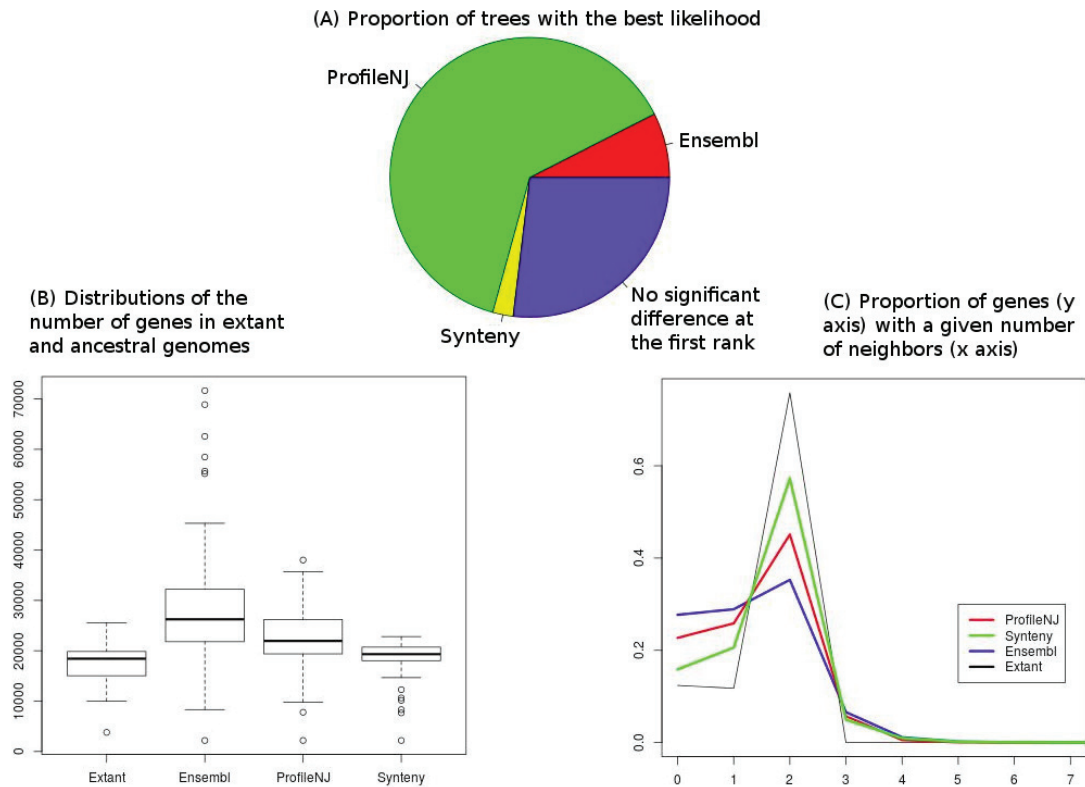 (A) Proportion of trees with the best likelihood
ProfileNJ
Ensembl
Synteny
No significant
difference at
the first rank
(B) Distributions of the
number of genes in extant
and ancestral genomes
70000
60000
50000
40000
30000
20000
10000
0
Extant
Ensembl
ProfileNJ
Synteny
(C) Proportion of genes (y
axis) with a given number
of neighbors (x axis)
0.6
0.4
0.2
0.0
ProfileNJ
Synteny
Ensembl
Extant
0 1 2 3 4 5 6 7